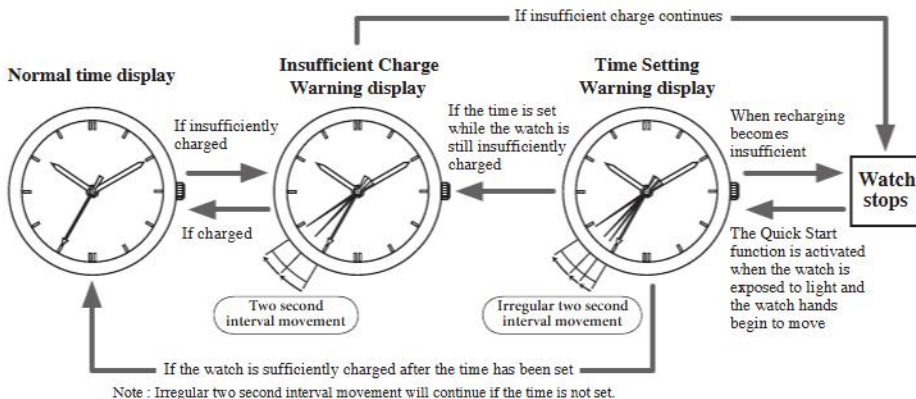 If insufficient charge continues
Normal time display
Insufficient Charge
Warning display
Time Setting
Warning display
If insufficiently
charged
If charged
If the time is set
while the watch is
still insufficiently
charged
When recharging
becomes
insufficient
Watch
stops
The Quick Start
function is activated
when the watch is
exposed to light and
the watch hands
begin to move
Two second
interval movement
Irregular two second
interval movement
If the watch is sufficiently charged after the time has been set
Note : Irregular two second interval movement will continue if the time is not set.